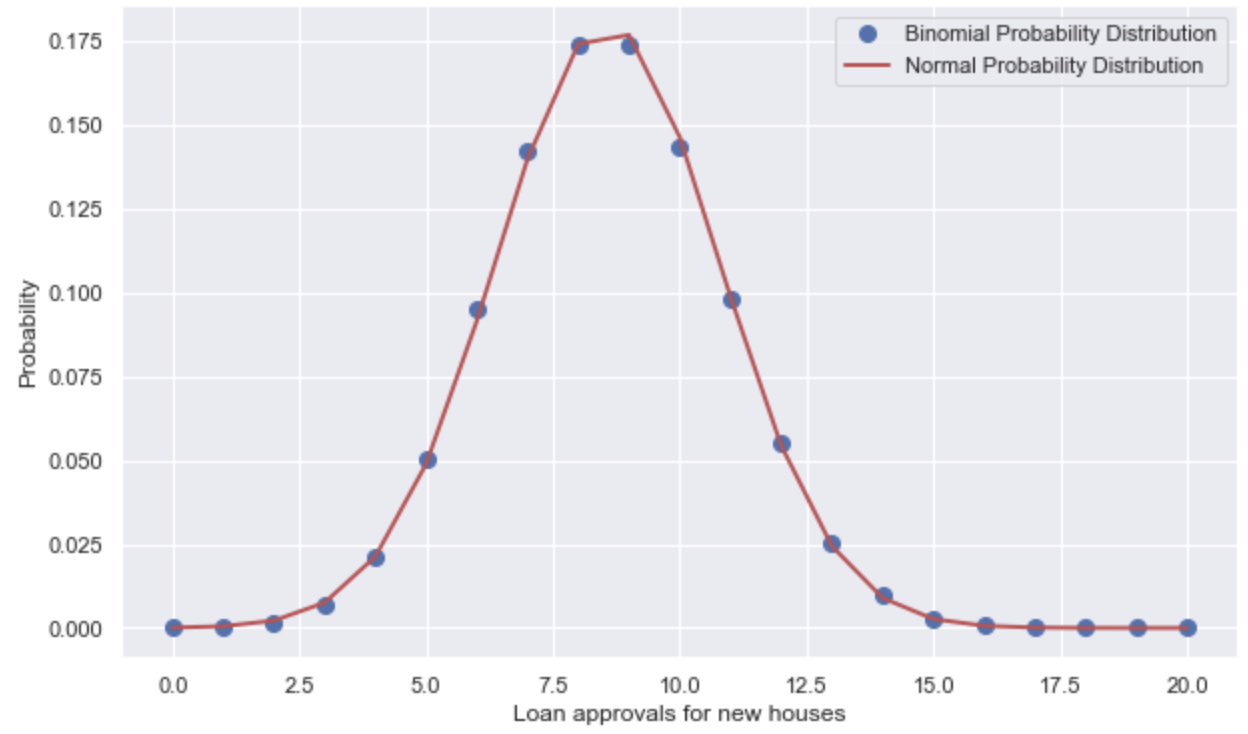 0.175
0.150
0.125
0.100
0.075
0.050
0.025
0.000
Probability
Binomial Probability Distribution
Normal Probability Distribution
0.0 2.5 5.0 7.5 10.0 12.5 15.0 17.5 20.0
Loan approvals for new houses